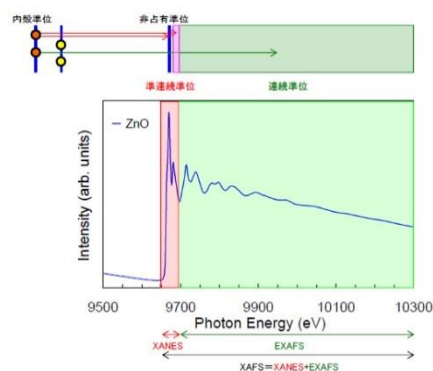 内殻準位
非占有準位
準連続準位
連続準位
ZnO
Intensity (arb. units)
9500
9700
9900
10100
10300
Photon Energy (eV)
XANES
EXAFS
XAFS=XANES+EXAFS